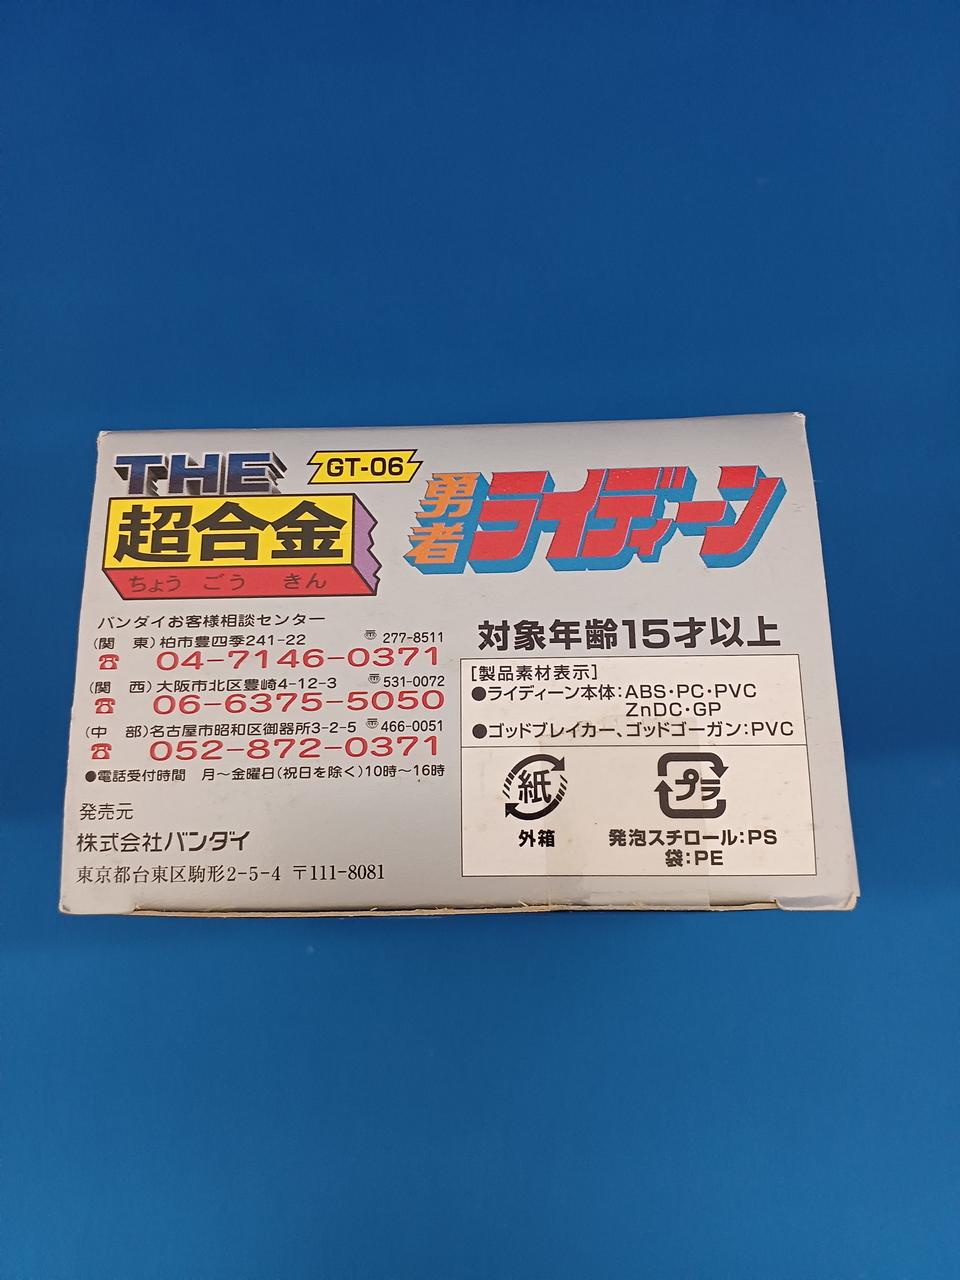 THE
GT-06
超合金
ちょう ごう きん
勇者
ライディーン
バンダイお客様相談センター
(関 東)柏市豊四季241-22 〠277-8511
☎ 04-7146-0371
(関 西)大阪市北区豊崎4-12-3 〠531-0072
☎ 06-6375-5050
(中 部)名古屋市昭和区御器所3-2-5 〠466-0051
☎ 052-872-0371
●電話受付時間 月〜金曜日(祝日を除く)10時〜16時
発売元
株式会社バンダイ
東京都台東区駒形2-5-4 〒111-8081
対象年齢15才以上
[製品素材表示]
●ライディーン本体:ABS・PC・PVC
ZnDC・GP
●ゴッドブレイカー、ゴッドゴーガン:PVC
紙
外箱
プラ
発泡スチロール:PS
袋:PE